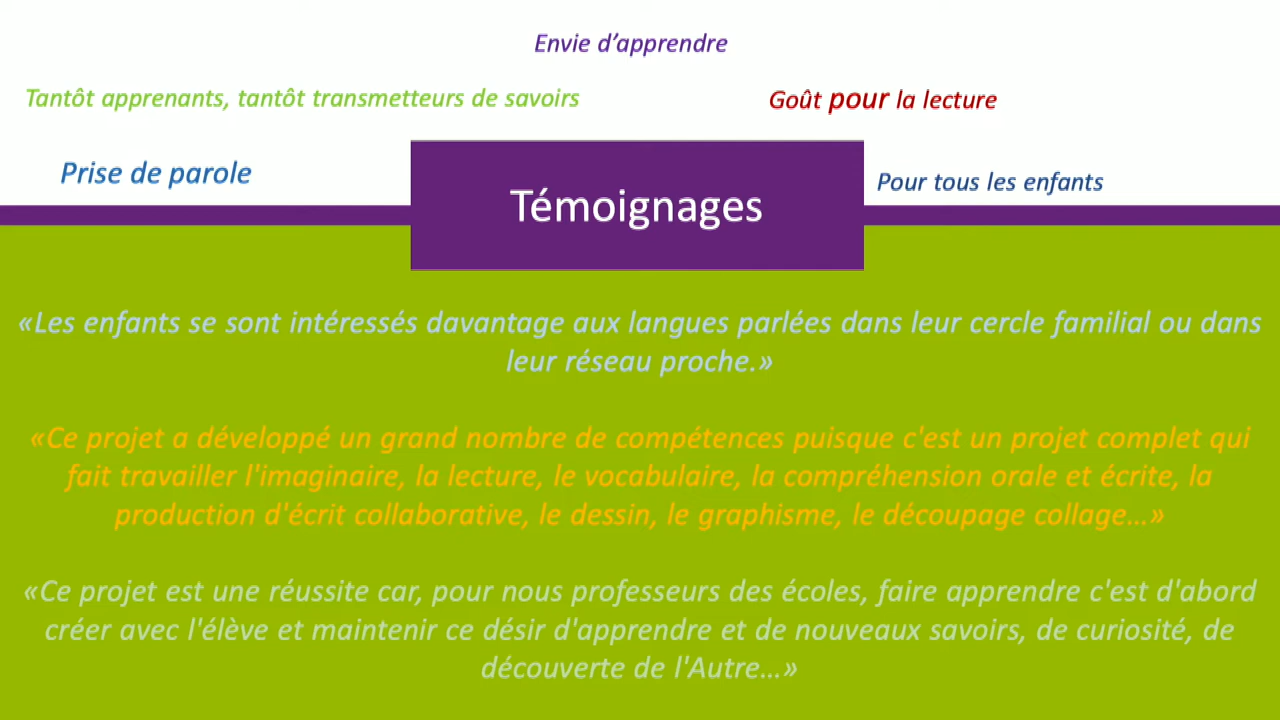 Envie d’apprendre
Tantôt apprenants, tantôt transmetteurs de savoirs
Goût pour la lecture
Prise de parole
Pour tous les enfants
Témoignages
«Les enfants se sont intéressés davantage aux langues parlées dans leur cercle familial ou dans
leur réseau proche.»
«Ce projet a développé un grand nombre de compétences puisque c'est un projet complet qui
fait travailler l'imaginaire, la lecture, le vocabulaire, la compréhension orale et écrite, la
production d'écrit collaborative, le dessin, le graphisme, le découpage collage…»
«Ce projet est une réussite car, pour nous professeurs des écoles, faire apprendre c'est d'abord
créer avec l'élève et maintenir ce désir d'apprendre et de nouveaux savoirs, de curiosité, de
découverte de l'Autre…»